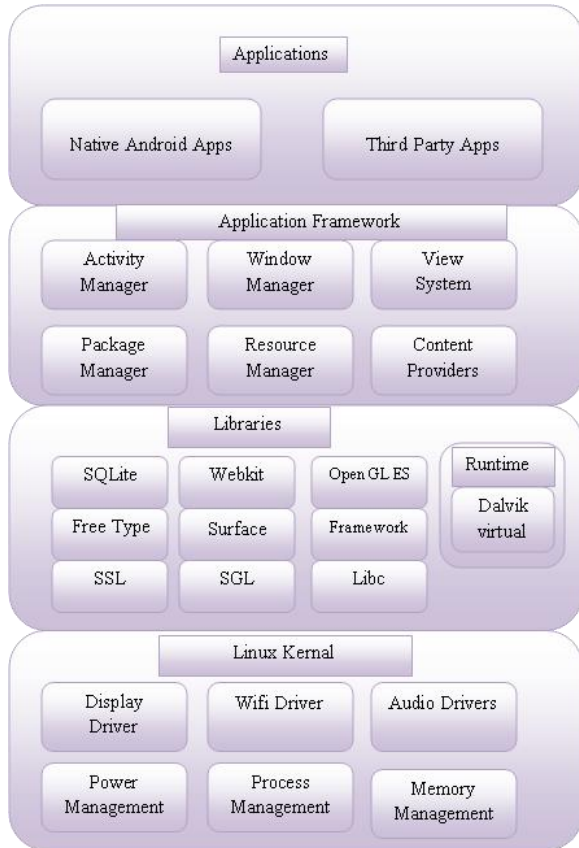 Applications
Native Android Apps
Third Party Apps
Application Framework
Activity
Manager
Window
Manager
View
System
Package
Manager
Resource
Manager
Content
Providers
Libraries
SQLite
Webkit
Open GL ES
Free Type
Surface
Framework
SSL
SGL
Libc
Runtime
Dalvik
virtual
Linux Kernal
Display
Driver
Wifi Driver
Audio Drivers
Power
Management
Process
Management
Memory
Management